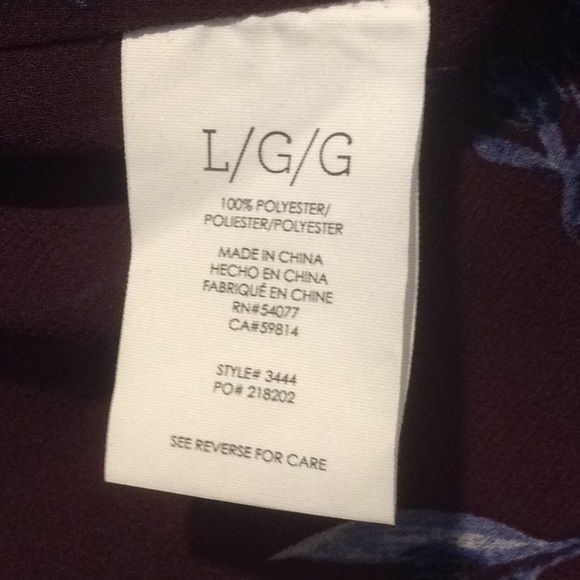 L/G/G
100% POLYESTER/
POLIESTER/POLYESTER
MADE IN CHINA
HECHO EN CHINA
FABRIQUÉ EN CHINE
RN#54077
CA#59814
STYLE# 3444
PO# 218202
SEE REVERSE FOR CARE